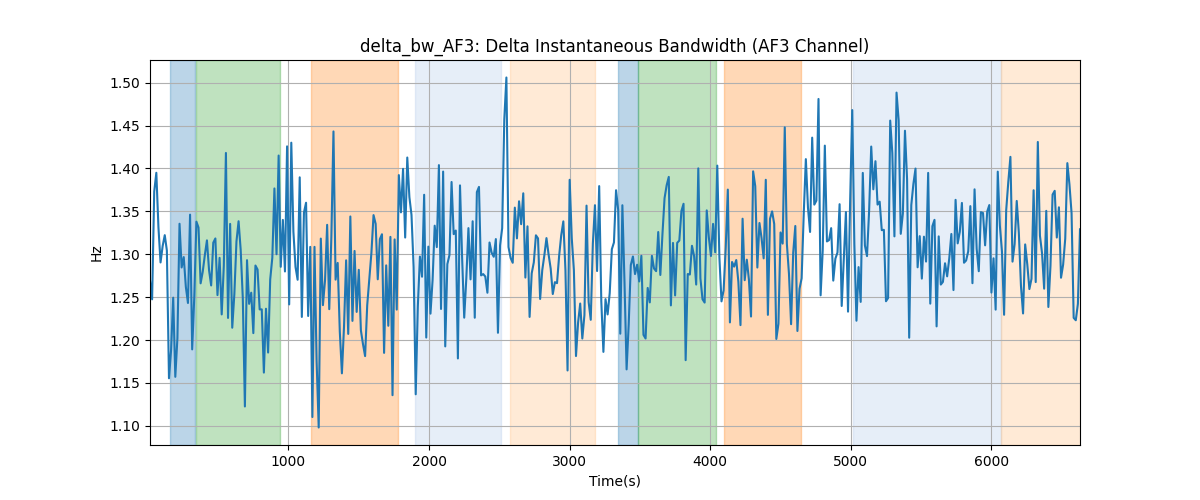 delta_bw_AF3: Delta Instantaneous Bandwidth (AF3 Channel)
1.50
1.45
1.40
1.35
1.30
1.25
1.20
1.15
1.10
Hz
1000 2000 3000 4000 5000 6000
Time(s)